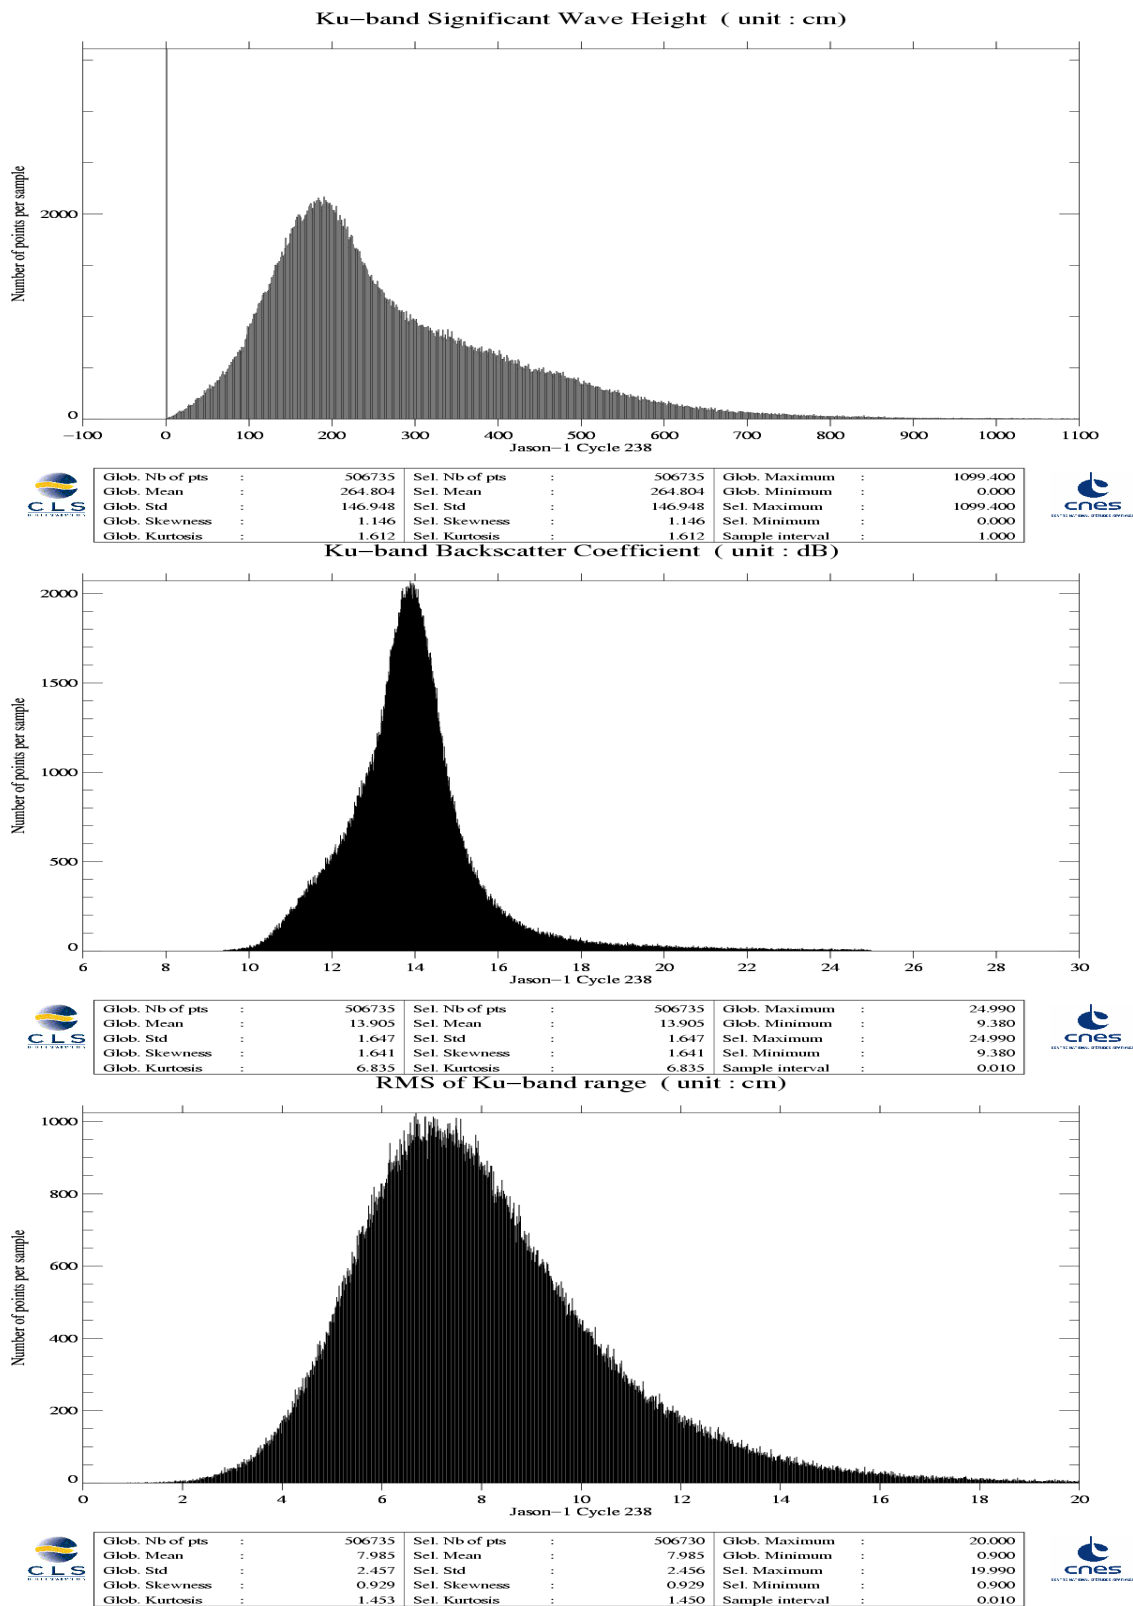 Ku−band Significant Wave Height ( unit : cm)
Number of points per sample
2000
0
−100 0 100 200 300 400 500 600 700 800 900 1000 1100
Jason−1 Cycle 238
CLS
Glob. Nb of pts : 506735 Sel. Nb of pts : 506735 Glob. Maximum : 1099.400
Glob. Mean : 264.804 Sel. Mean : 264.804 Glob. Minimum : 0.000
Glob. Std : 146.948 Sel. Std : 146.948 Sel. Maximum : 1099.400
Glob. Skewness : 1.146 Sel. Skewness : 1.146 Sel. Minimum : 0.000
Glob. Kurtosis : 1.612 Sel. Kurtosis : 1.612 Sample interval : 1.000
cnes
Ku−band Backscatter Coefficient ( unit : dB)
Number of points per sample
2000
1500
1000
500
0
6 8 10 12 14 16 18 20 22 24 26 28 30
Jason−1 Cycle 238
CLS
Glob. Nb of pts : 506735 Sel. Nb of pts : 506735 Glob. Maximum : 24.990
Glob. Mean : 13.905 Sel. Mean : 13.905 Glob. Minimum : 9.380
Glob. Std : 1.647 Sel. Std : 1.647 Sel. Maximum : 24.990
Glob. Skewness : 1.641 Sel. Skewness : 1.641 Sel. Minimum : 9.380
Glob. Kurtosis : 6.835 Sel. Kurtosis : 6.835 Sample interval : 0.010
cnes
RMS of Ku−band range ( unit : cm)
Number of points per sample
1000
800
600
400
200
0
0 2 4 6 8 10 12 14 16 18 20
Jason−1 Cycle 238
CLS
Glob. Nb of pts : 506735 Sel. Nb of pts : 506730 Glob. Maximum : 20.000
Glob. Mean : 7.985 Sel. Mean : 7.985 Glob. Minimum : 0.900
Glob. Std : 2.457 Sel. Std : 2.456 Sel. Maximum : 19.990
Glob. Skewness : 0.929 Sel. Skewness : 0.929 Sel. Minimum : 0.900
Glob. Kurtosis : 1.453 Sel. Kurtosis : 1.450 Sample interval : 0.010
cnes